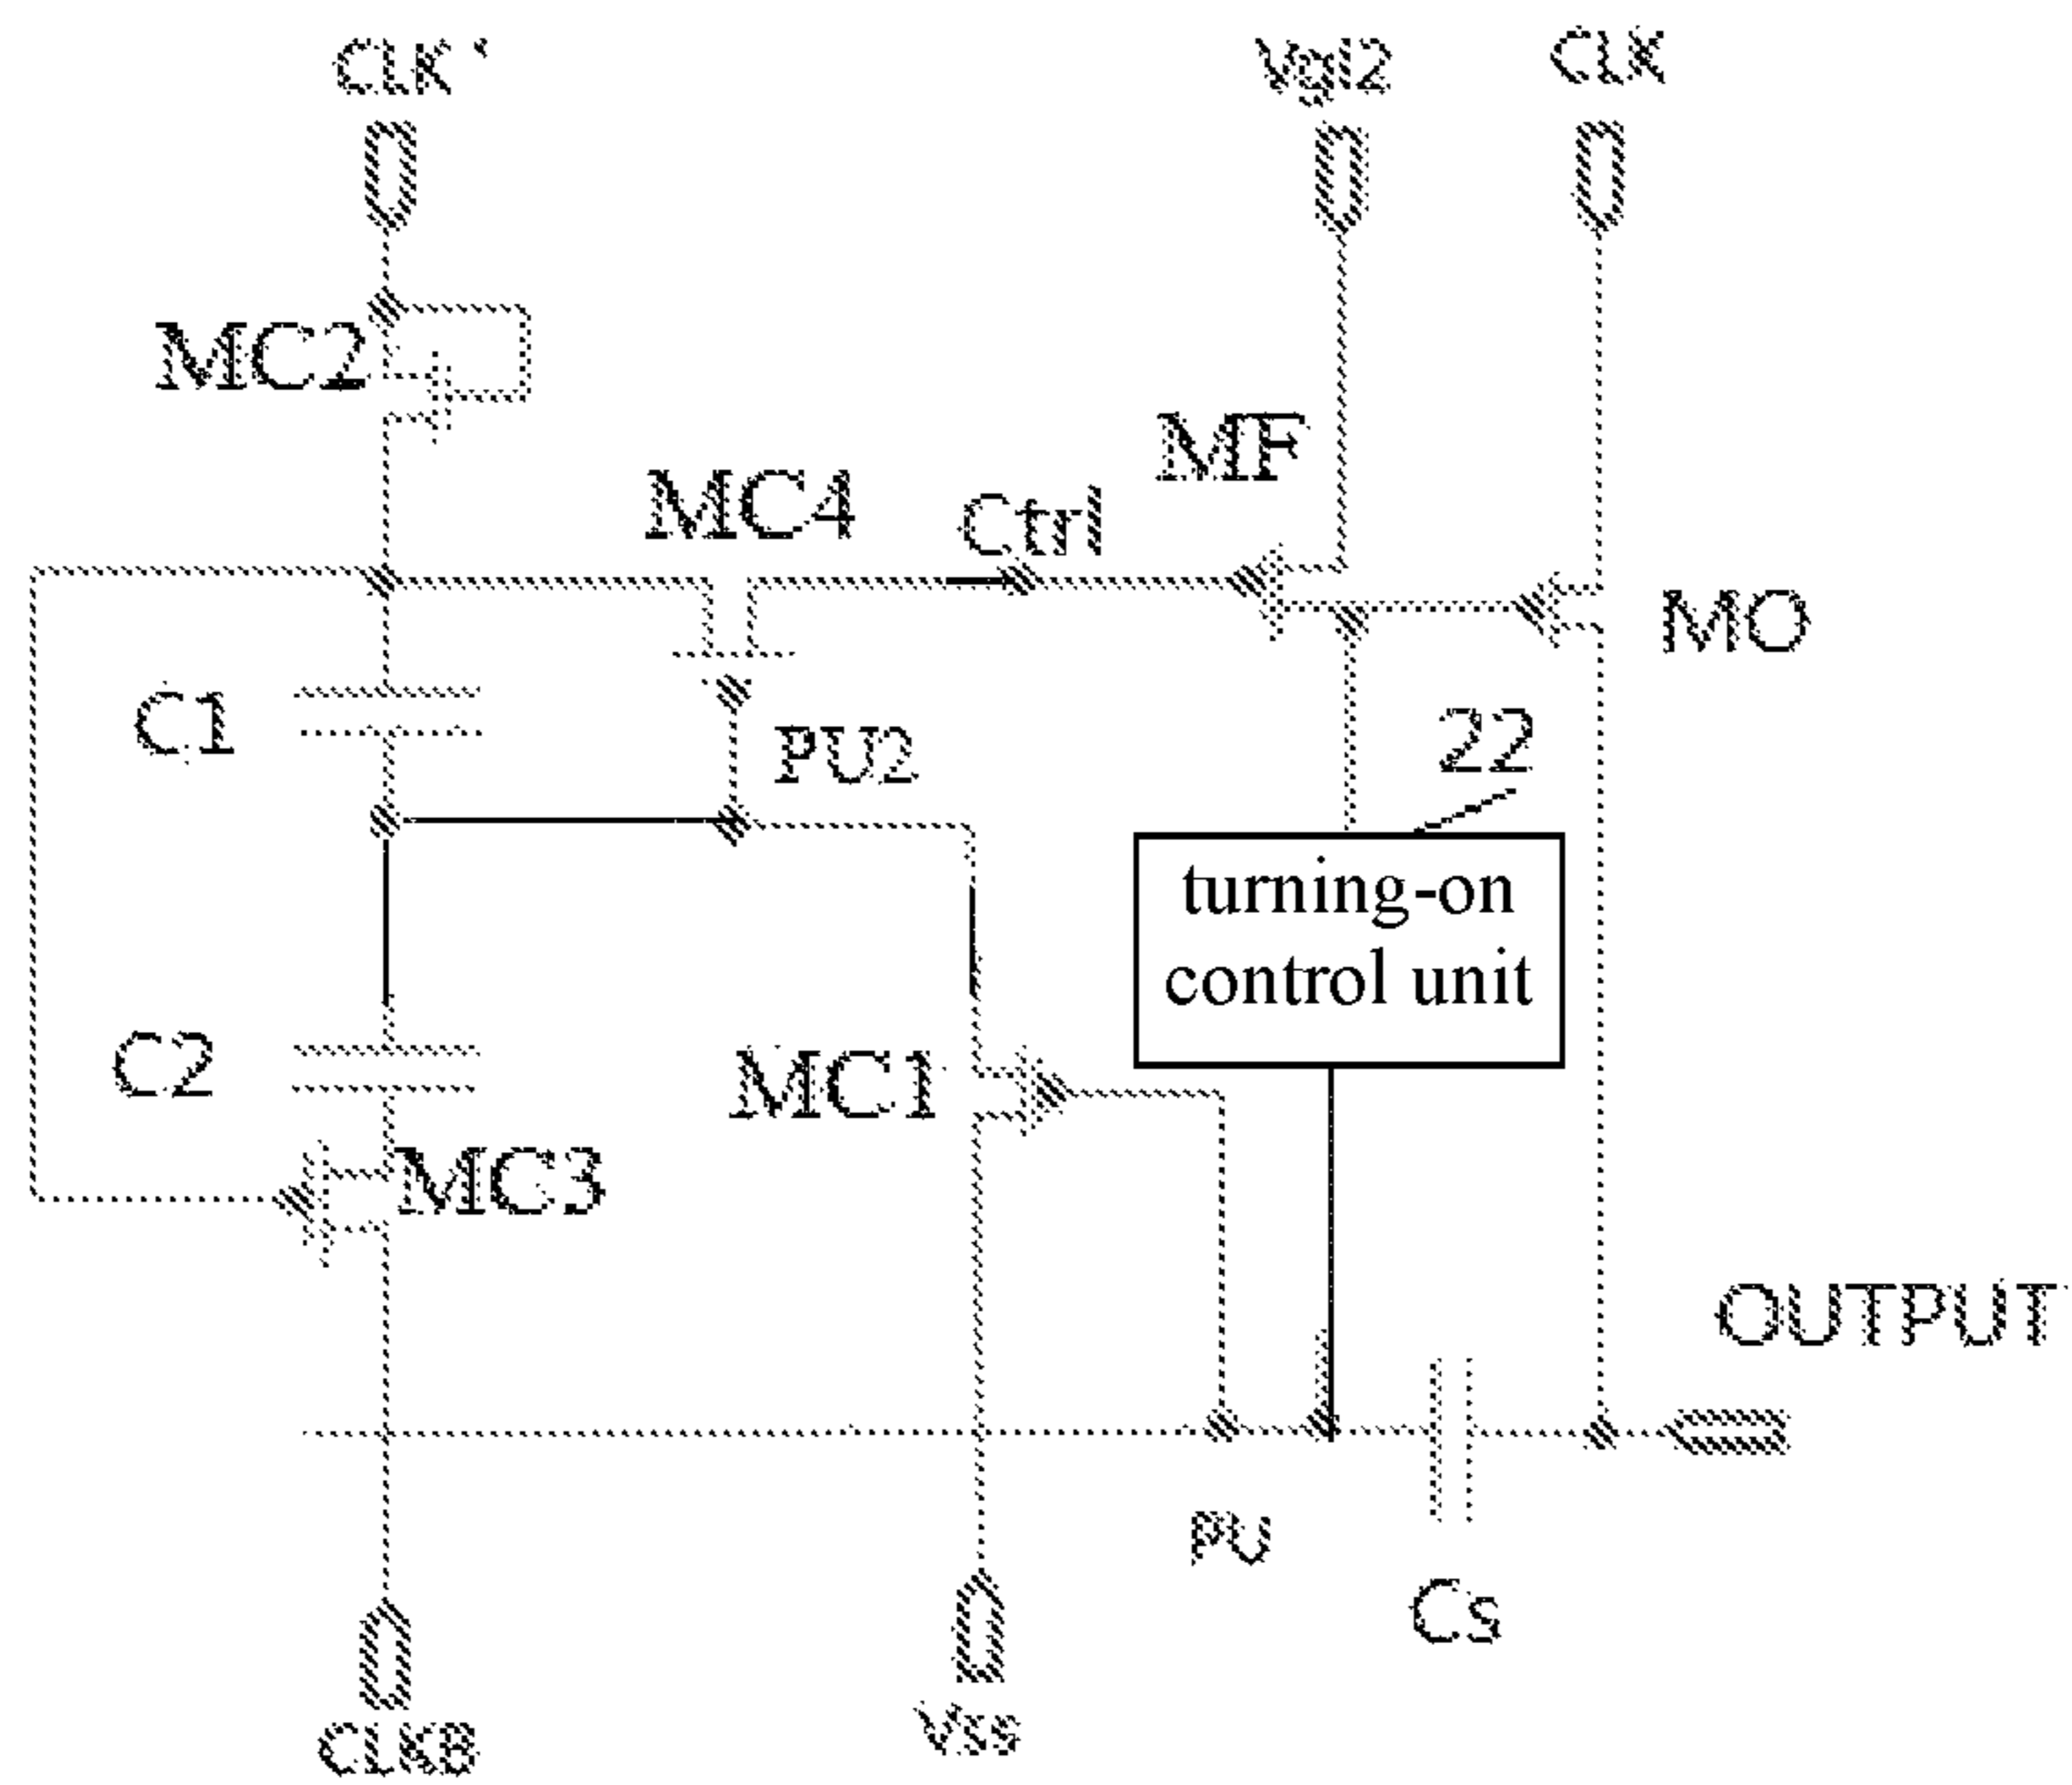 CLK'
Vgl2
CLK
MC2
MF
MC4
Ctrl
MO
C1
PU2
22
turning-on
control unit
C2
MC1
MC3
OUTPUT
PU
Cs
Vss
CLKB